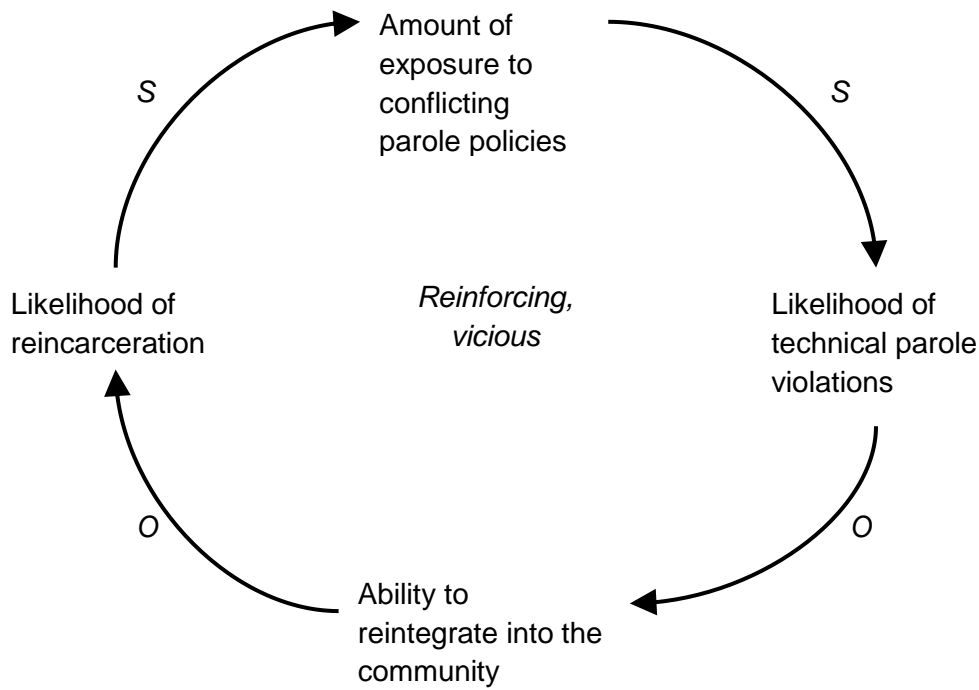 Amount of
exposure to
conflicting
parole policies
S
S
Likelihood of
reincarceration
Reinforcing,
vicious
Likelihood of
technical parole
violations
O
O
Ability to
reintegrate into the
community